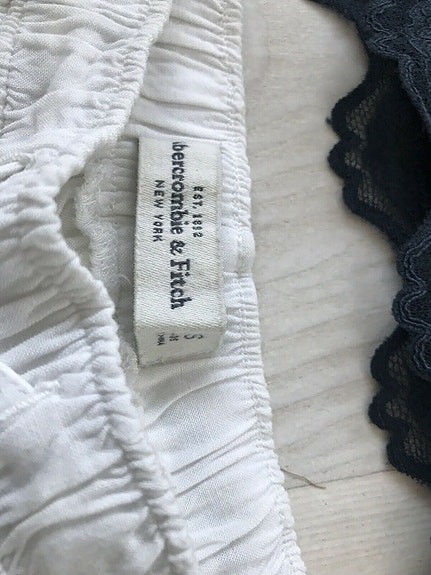 EST. 1892
Abercrombie & Fitch
NEW YORK
S